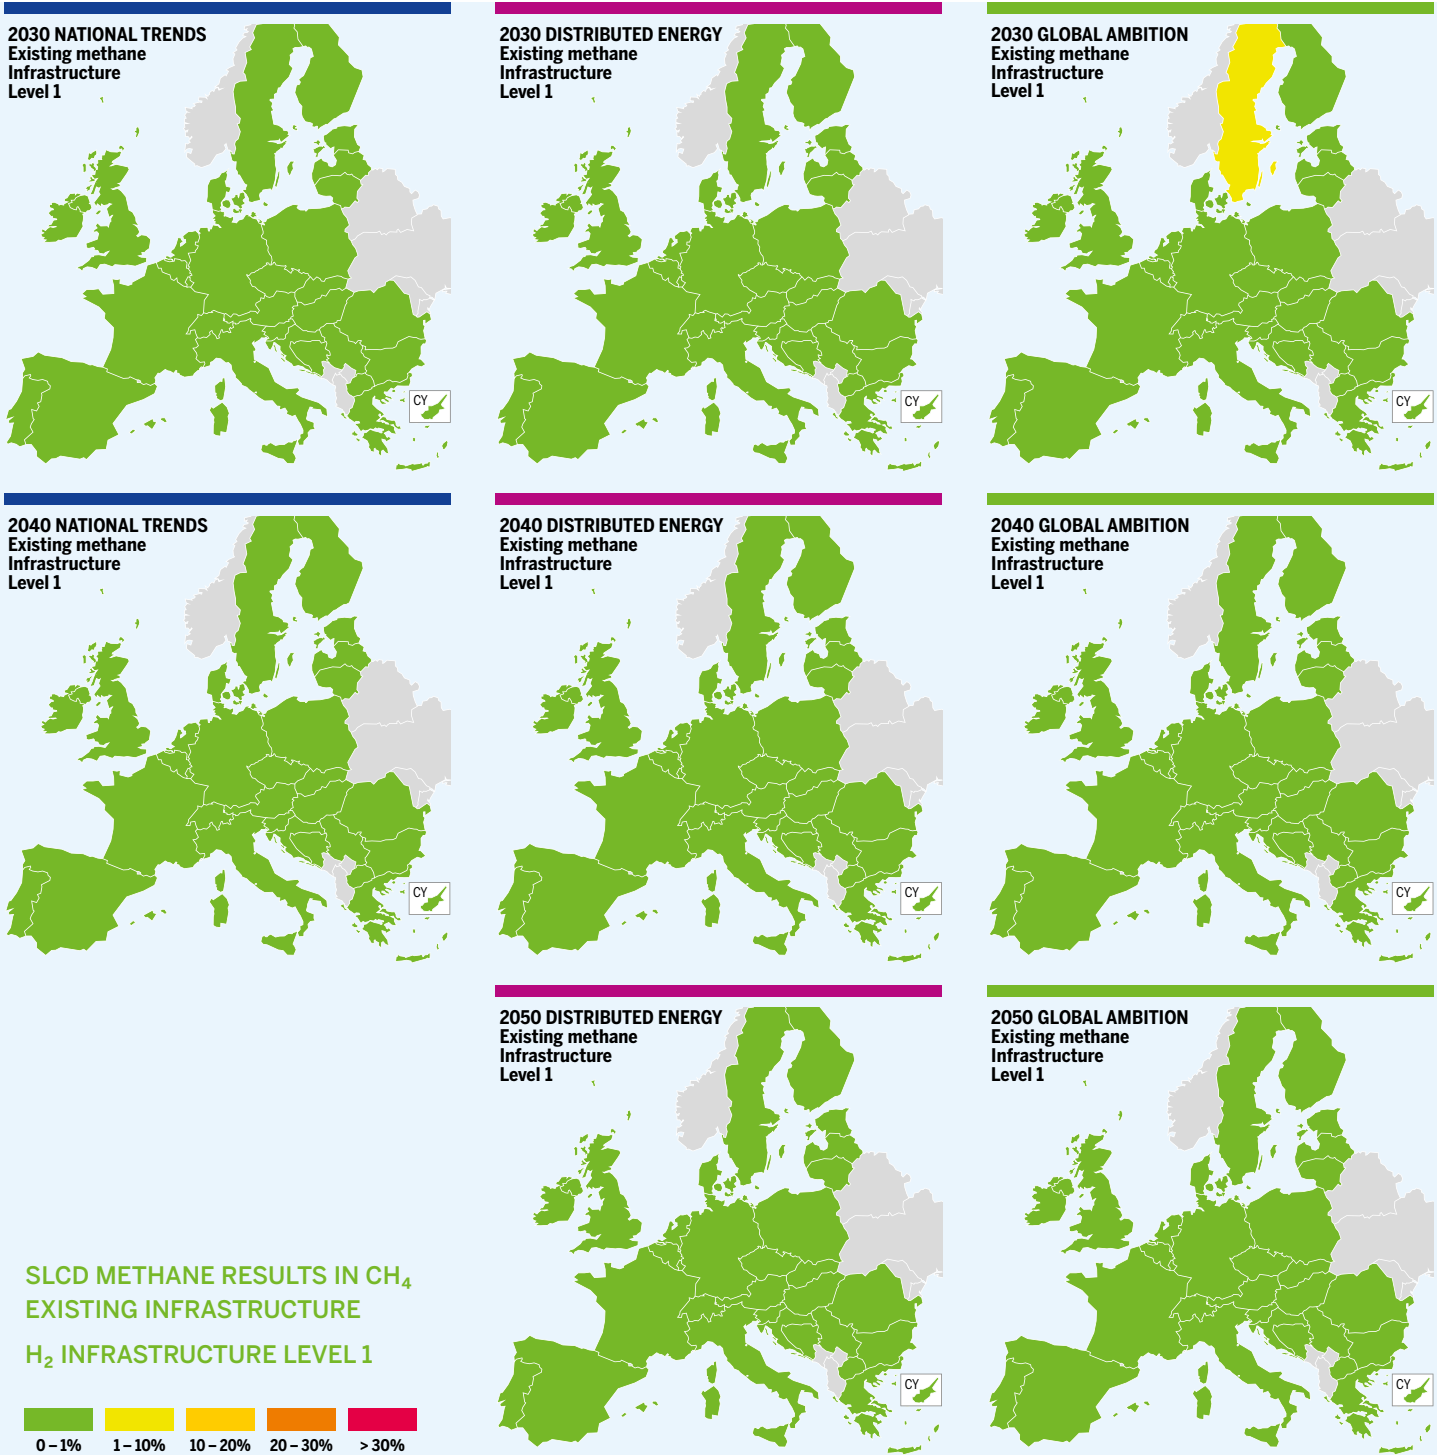 2030 NATIONAL TRENDS
Existing methane
Infrastructure
Level 1
CY
2030 DISTRIBUTED ENERGY
Existing methane
Infrastructure
Level 1
CY
2030 GLOBAL AMBITION
Existing methane
Infrastructure
Level 1
CY
2040 NATIONAL TRENDS
Existing methane
Infrastructure
Level 1
CY
2040 DISTRIBUTED ENERGY
Existing methane
Infrastructure
Level 1
CY
2040 GLOBAL AMBITION
Existing methane
Infrastructure
Level 1
CY
2050 DISTRIBUTED ENERGY
Existing methane
Infrastructure
Level 1
CY
2050 GLOBAL AMBITION
Existing methane
Infrastructure
Level 1
CY
SLCD METHANE RESULTS IN CH₄
EXISTING INFRASTRUCTURE
H₂ INFRASTRUCTURE LEVEL 1
0 – 1% 1 – 10% 10 – 20% 20 – 30% > 30%